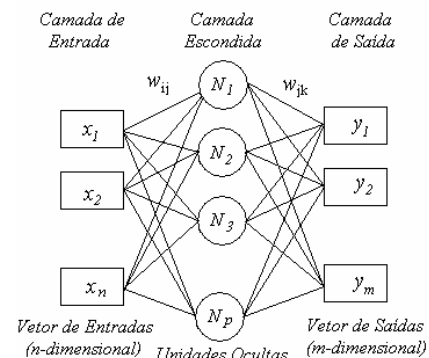 Camada de
Entrada
Camada
Escondida
Camada
de Saída
w_ij
w_jk
N_1
N_2
N_3
N_p
x_1
x_2
x_n
y_1
y_2
y_m
Vetor de Entradas
(n-dimensional)
Unidades Ocultas
Vetor de Saídas
(m-dimensional)